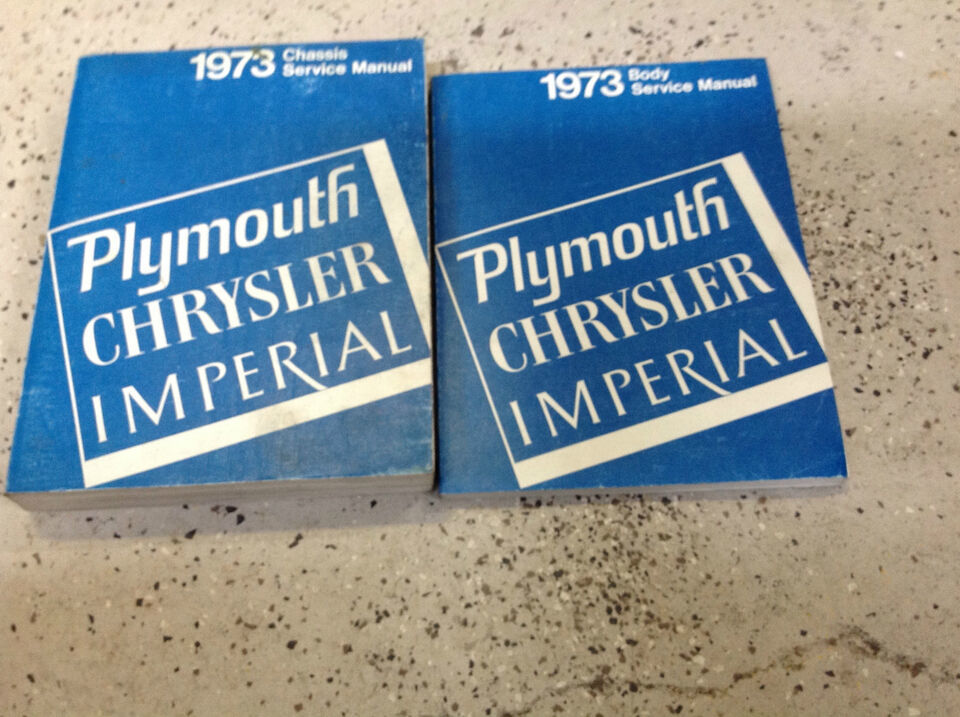 1973 Chassis
Service Manual
Plymouth
CHRYSLER
IMPERIAL
1973 Body
Service Manual
Plymouth
CHRYSLER
IMPERIAL